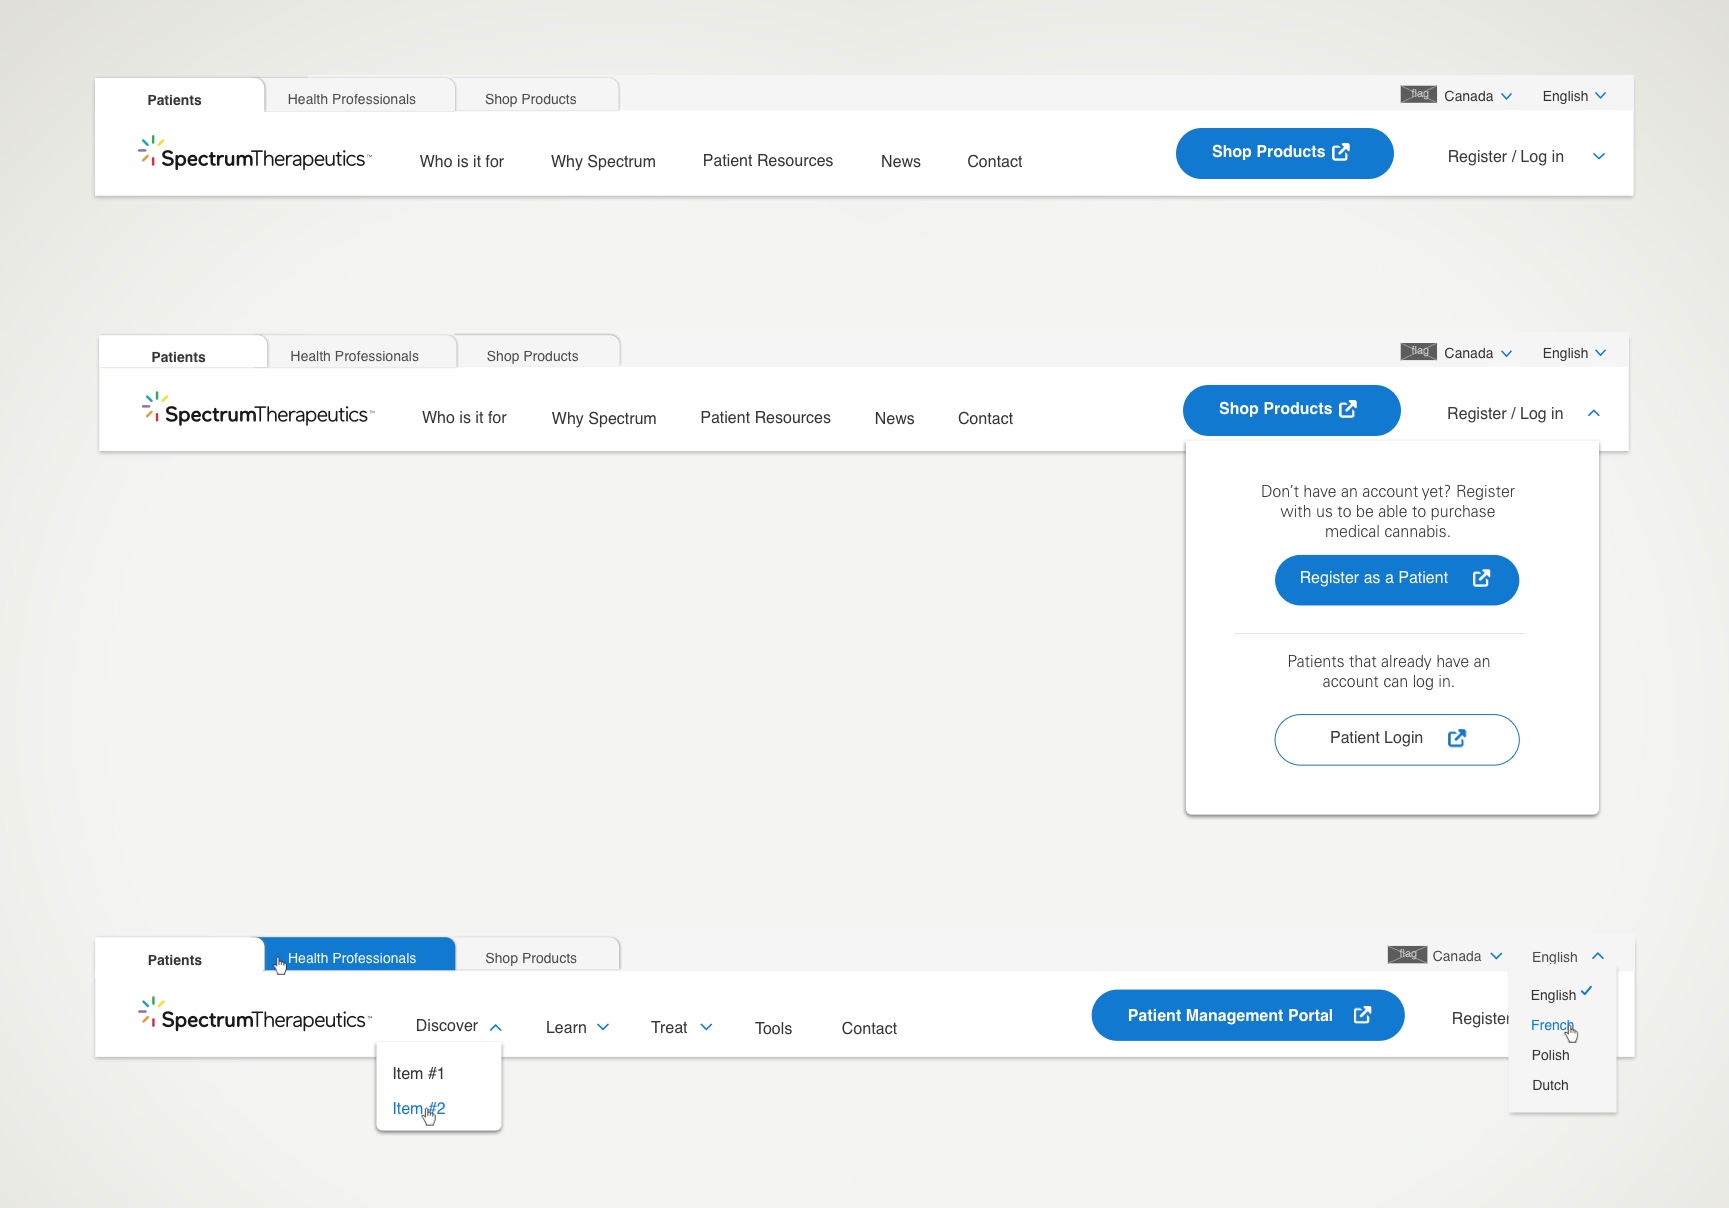 Patients
Health Professionals
Shop Products
flag
Canada
English
SpectrumTherapeutics™
Who is it for
Why Spectrum
Patient Resources
News
Contact
Shop Products
Register / Log in
Patients
Health Professionals
Shop Products
flag
Canada
English
SpectrumTherapeutics™
Who is it for
Why Spectrum
Patient Resources
News
Contact
Shop Products
Register / Log in
Don't have an account yet? Register
with us to be able to purchase
medical cannabis.
Register as a Patient
Patients that already have an
account can log in.
Patient Login
Patients
Health Professionals
Shop Products
flag
Canada
English
SpectrumTherapeutics™
Discover
Learn
Treat
Tools
Contact
Patient Management Portal
Register
English
French
Polish
Dutch
Item #1
Item #2